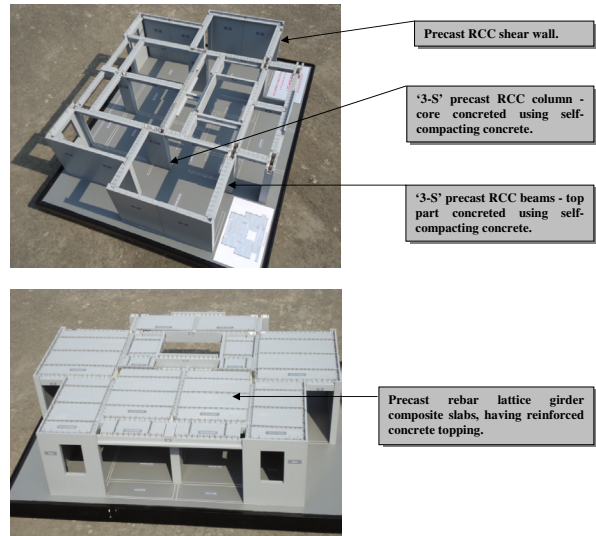 Precast RCC shear wall.
‘3-S’ precast RCC column -
core concreted using self-
compacting concrete.
‘3-S’ precast RCC beams - top
part concreted using self-
compacting concrete.
Precast rebar lattice girder
composite slabs, having reinforced
concrete topping.